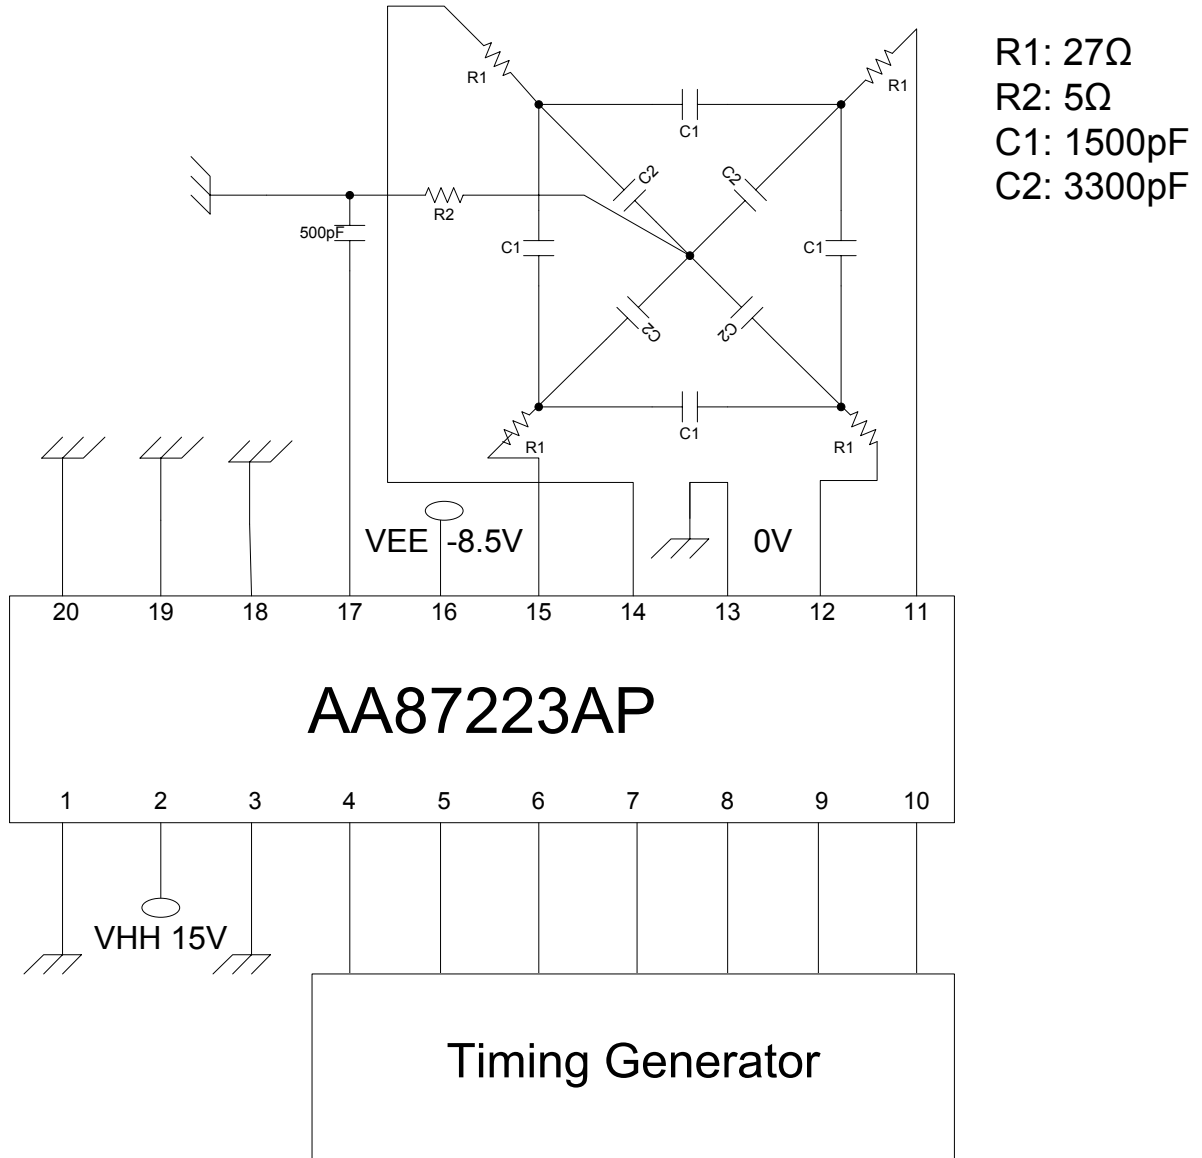 R1: 27Ω
R2: 5Ω
C1: 1500pF
C2: 3300pF
R1
R1
C1
C2
C2
R2
500pF
C1
C1
C2
C2
C1
R1
R1
VEE -8.5V
0V
20 19 18 17 16 15 14 13 12 11
AA87223AP
1 2 3 4 5 6 7 8 9 10
VHH 15V
Timing Generator